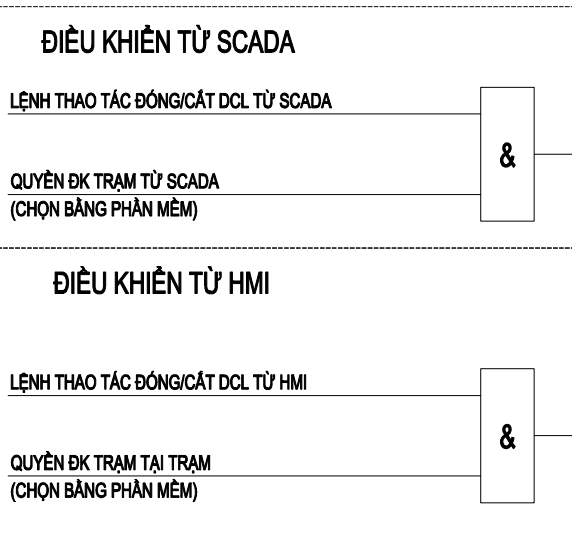 ĐIỀU KHIỂN TỪ SCADA
LỆNH THAO TÁC ĐÓNG/CẮT DCL TỪ SCADA
&
QUYỀN ĐK TRẠM TỪ SCADA
(CHỌN BẰNG PHẦN MỀM)
ĐIỀU KHIỂN TỪ HMI
LỆNH THAO TÁC ĐÓNG/CẮT DCL TỪ HMI
&
QUYỀN ĐK TRẠM TẠI TRẠM
(CHỌN BẰNG PHẦN MỀM)